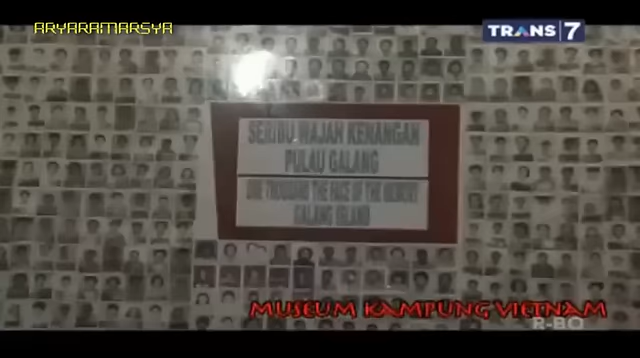 ARYARAMARSYA
TRANS 7
SERIBU WAJAH KENANGAN
PULAU GALANG
ONE THOUSAND THE FACE OF THE MEMORY
GALANG ISLAND
MUSEUM KAMPUNG VIETNAM
R-BO